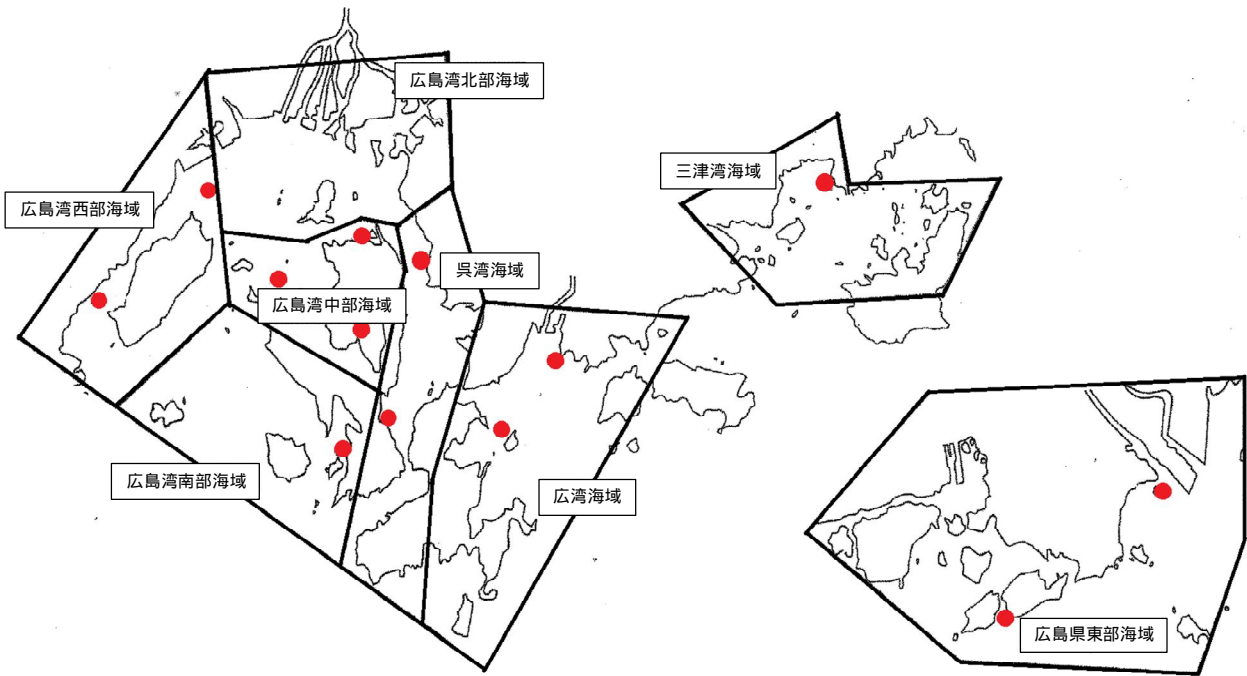 広島湾北部海域
三津湾海域
広島湾西部海域
呉湾海域
広島湾中部海域
広島湾南部海域
広湾海域
広島県東部海域